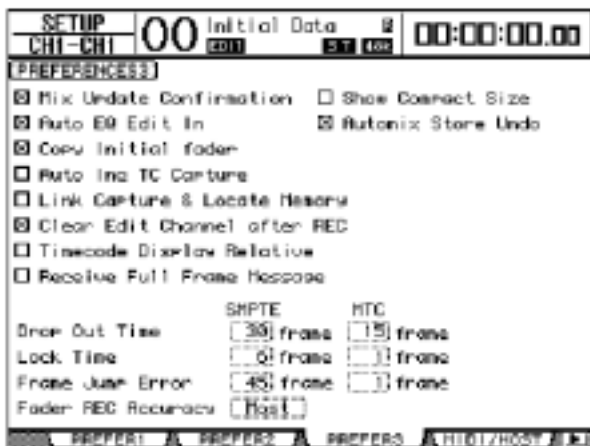 SETUP
CH1-CH1
00 Initial Data
EDIT
ST 48k
00:00:00.00
PREFERENCES3
Mix Update Confirmation
Show Compact Size
Auto EQ Edit In
Automix Store Undo
Copy Initial fader
Auto Inc TC Capture
Link Capture & Locate Memory
Clear Edit Channel after REC
Timecode Display Relative
Receive Full Frame Message
SMPTE MTC
Drop Out Time 30 frame 15 frame
Lock Time 6 frame 1 frame
Frame Jump Error 45 frame 1 frame
Fader REC Accuracy Most
PREFER1 PREFER2 PREFER3 MIDI/HOST